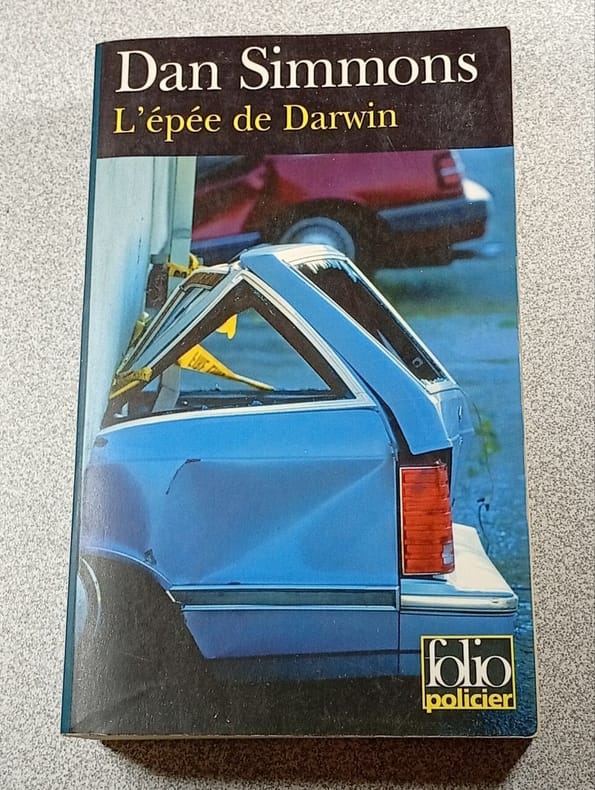 Dan Simmons
L'épée de Darwin
folio
policier